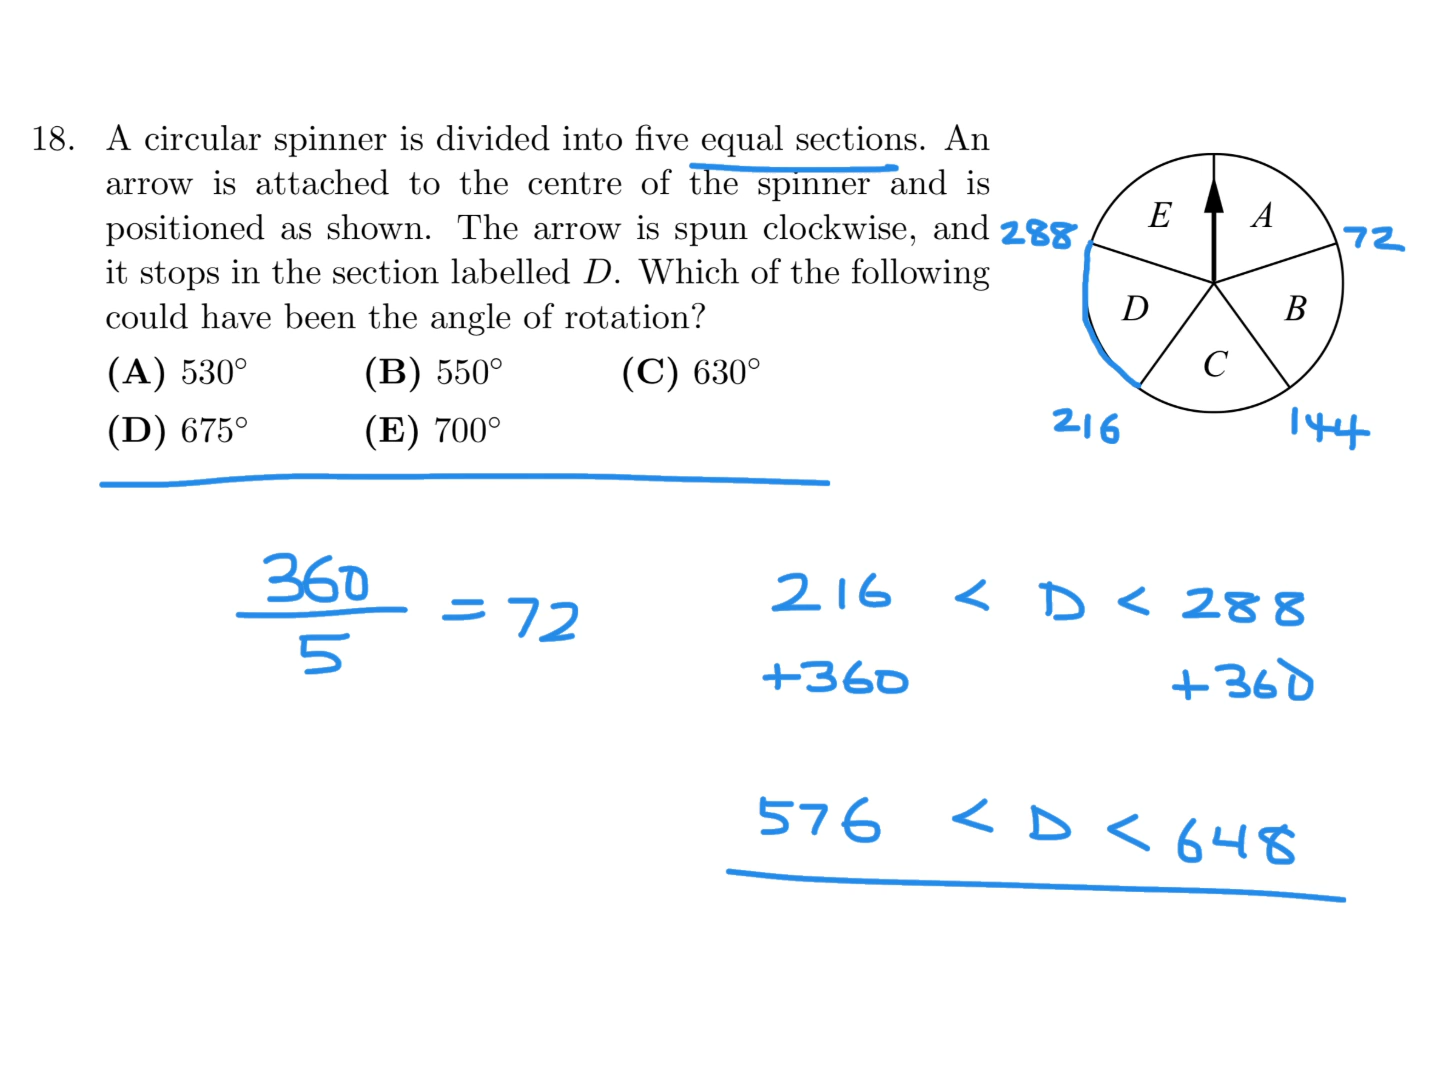 18. A circular spinner is divided into five equal sections. An
arrow is attached to the centre of the spinner and is
positioned as shown. The arrow is spun clockwise, and
it stops in the section labelled D. Which of the following
could have been the angle of rotation?
(A) 530° (B) 550° (C) 630°
(D) 675° (E) 700°
E A
288 72
D B
C
216 144
360
5
= 72
216 < D < 288
+360 +360
576 < D < 648